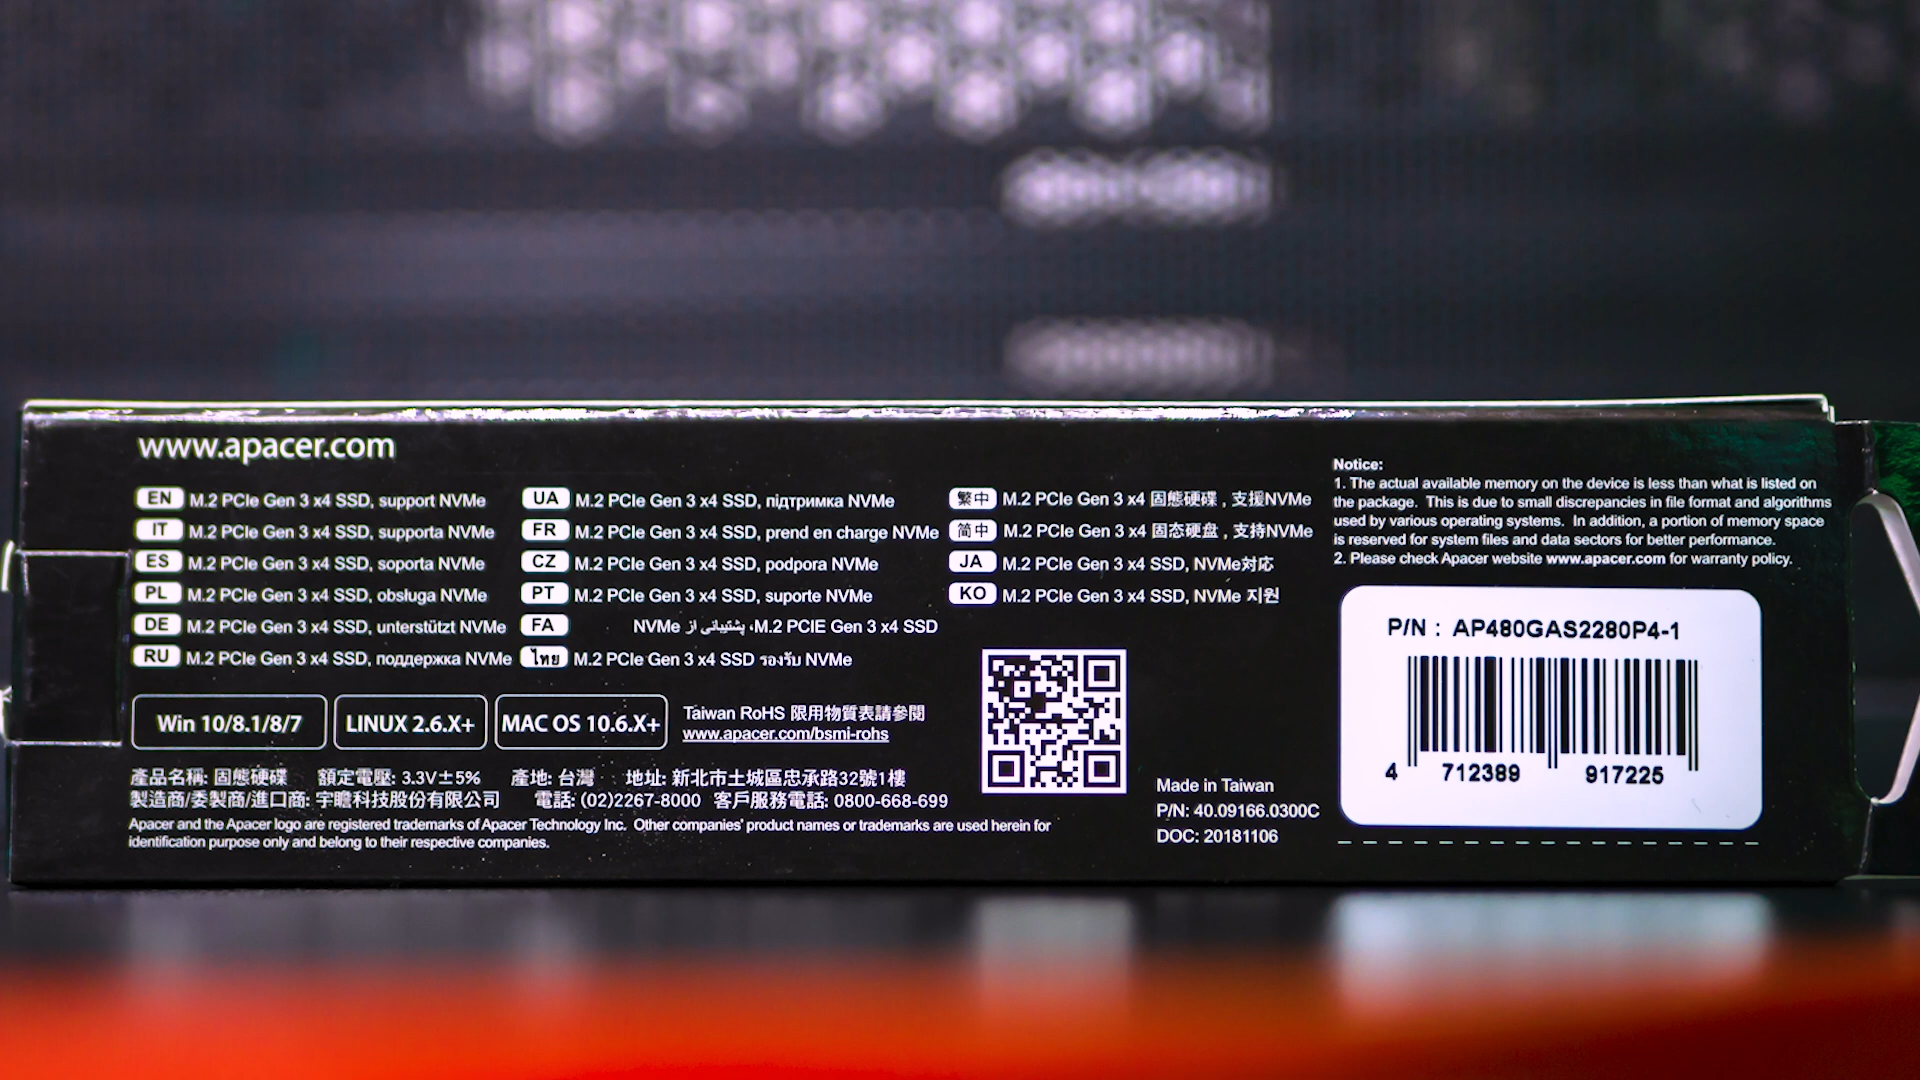 www.apacer.com
EN M.2 PCIe Gen 3 x4 SSD, support NVMe
IT M.2 PCIe Gen 3 x4 SSD, supporta NVMe
ES M.2 PCIe Gen 3 x4 SSD, soporta NVMe
PL M.2 PCIe Gen 3 x4 SSD, obsługa NVMe
DE M.2 PCIe Gen 3 x4 SSD, unterstützt NVMe
RU M.2 PCIe Gen 3 x4 SSD, поддержка NVMe
UA M.2 PCIe Gen 3 x4 SSD, підтримка NVMe
FR M.2 PCIe Gen 3 x4 SSD, prend en charge NVMe
CZ M.2 PCIe Gen 3 x4 SSD, podpora NVMe
PT M.2 PCIe Gen 3 x4 SSD, suporte NVMe
FA M.2 PCIE Gen 3 x4 SSD، پشتیبانی از NVMe
ไทย M.2 PCIe Gen 3 x4 SSD รองรับ NVMe
繁中 M.2 PCIe Gen 3 x4 固態硬碟 , 支援NVMe
简中 M.2 PCIe Gen 3 x4 固态硬盘 , 支持NVMe
JA M.2 PCIe Gen 3 x4 SSD, NVMe対応
KO M.2 PCIe Gen 3 x4 SSD, NVMe 지원
Win 10/8.1/8/7
LINUX 2.6.X+
MAC OS 10.6.X+
Taiwan RoHS 限用物質表請參閱
www.apacer.com/bsmi-rohs
產品名稱: 固態硬碟 額定電壓: 3.3V±5% 產地: 台灣 地址: 新北市土城區忠承路32號1樓
製造商/委製商/進口商: 宇瞻科技股份有限公司 電話: (02)2267-8000 客戶服務電話: 0800-668-699
Apacer and the Apacer logo are registered trademarks of Apacer Technology Inc. Other companies' product names or trademarks are used herein for
identification purpose only and belong to their respective companies.
Made in Taiwan
P/N: 40.09166.0300C
DOC: 20181106
Notice:
1. The actual available memory on the device is less than what is listed on
the package. This is due to small discrepancies in file format and algorithms
used by various operating systems. In addition, a portion of memory space
is reserved for system files and data sectors for better performance.
2. Please check Apacer website www.apacer.com for warranty policy.
P/N : AP480GAS2280P4-1
4 712389 917225